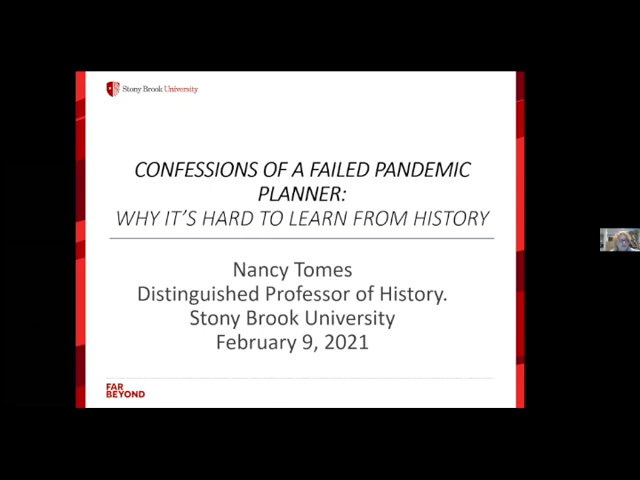 Stony Brook University
CONFESSIONS OF A FAILED PANDEMIC
PLANNER:
WHY IT'S HARD TO LEARN FROM HISTORY
Nancy Tomes
Distinguished Professor of History.
Stony Brook University
February 9, 2021
FAR
BEYOND